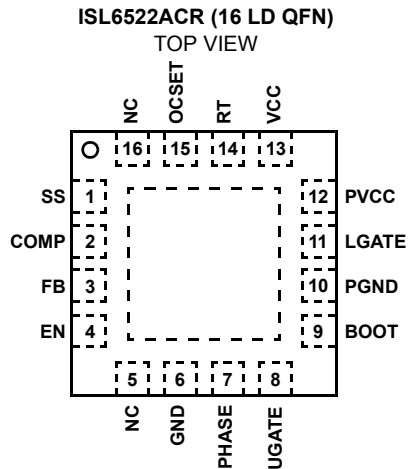 ISL6522ACR (16 LD QFN)
TOP VIEW
NC
OCSET
RT
VCC
16
15
14
13
SS 1
12 PVCC
COMP 2
11 LGATE
FB 3
10 PGND
EN 4
9 BOOT
5
6
7
8
NC
GND
PHASE
UGATE